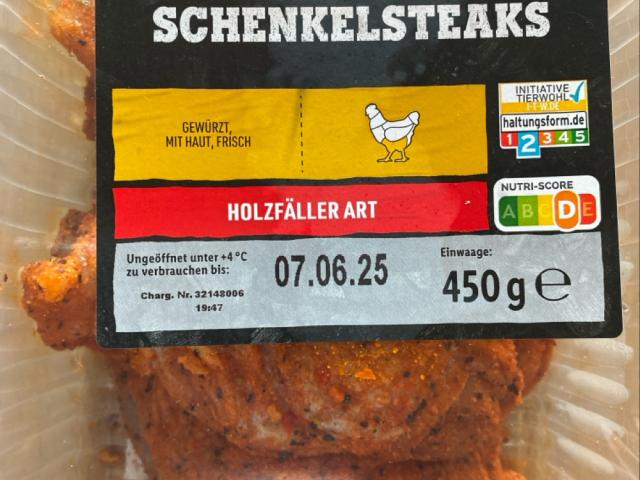 SCHENKELSTEAKS
GEWÜRZT,
MIT HAUT, FRISCH
INITIATIVE
TIERWOHL
I-T-W.DE
haltungsform.de
1 2 3 4 5
HOLZFÄLLER ART
NUTRI-SCORE
A B C D E
Ungeöffnet unter +4 °C
zu verbrauchen bis:
07.06.25
Charg. Nr. 32148006
19:47
Einwaage:
450 g ℮